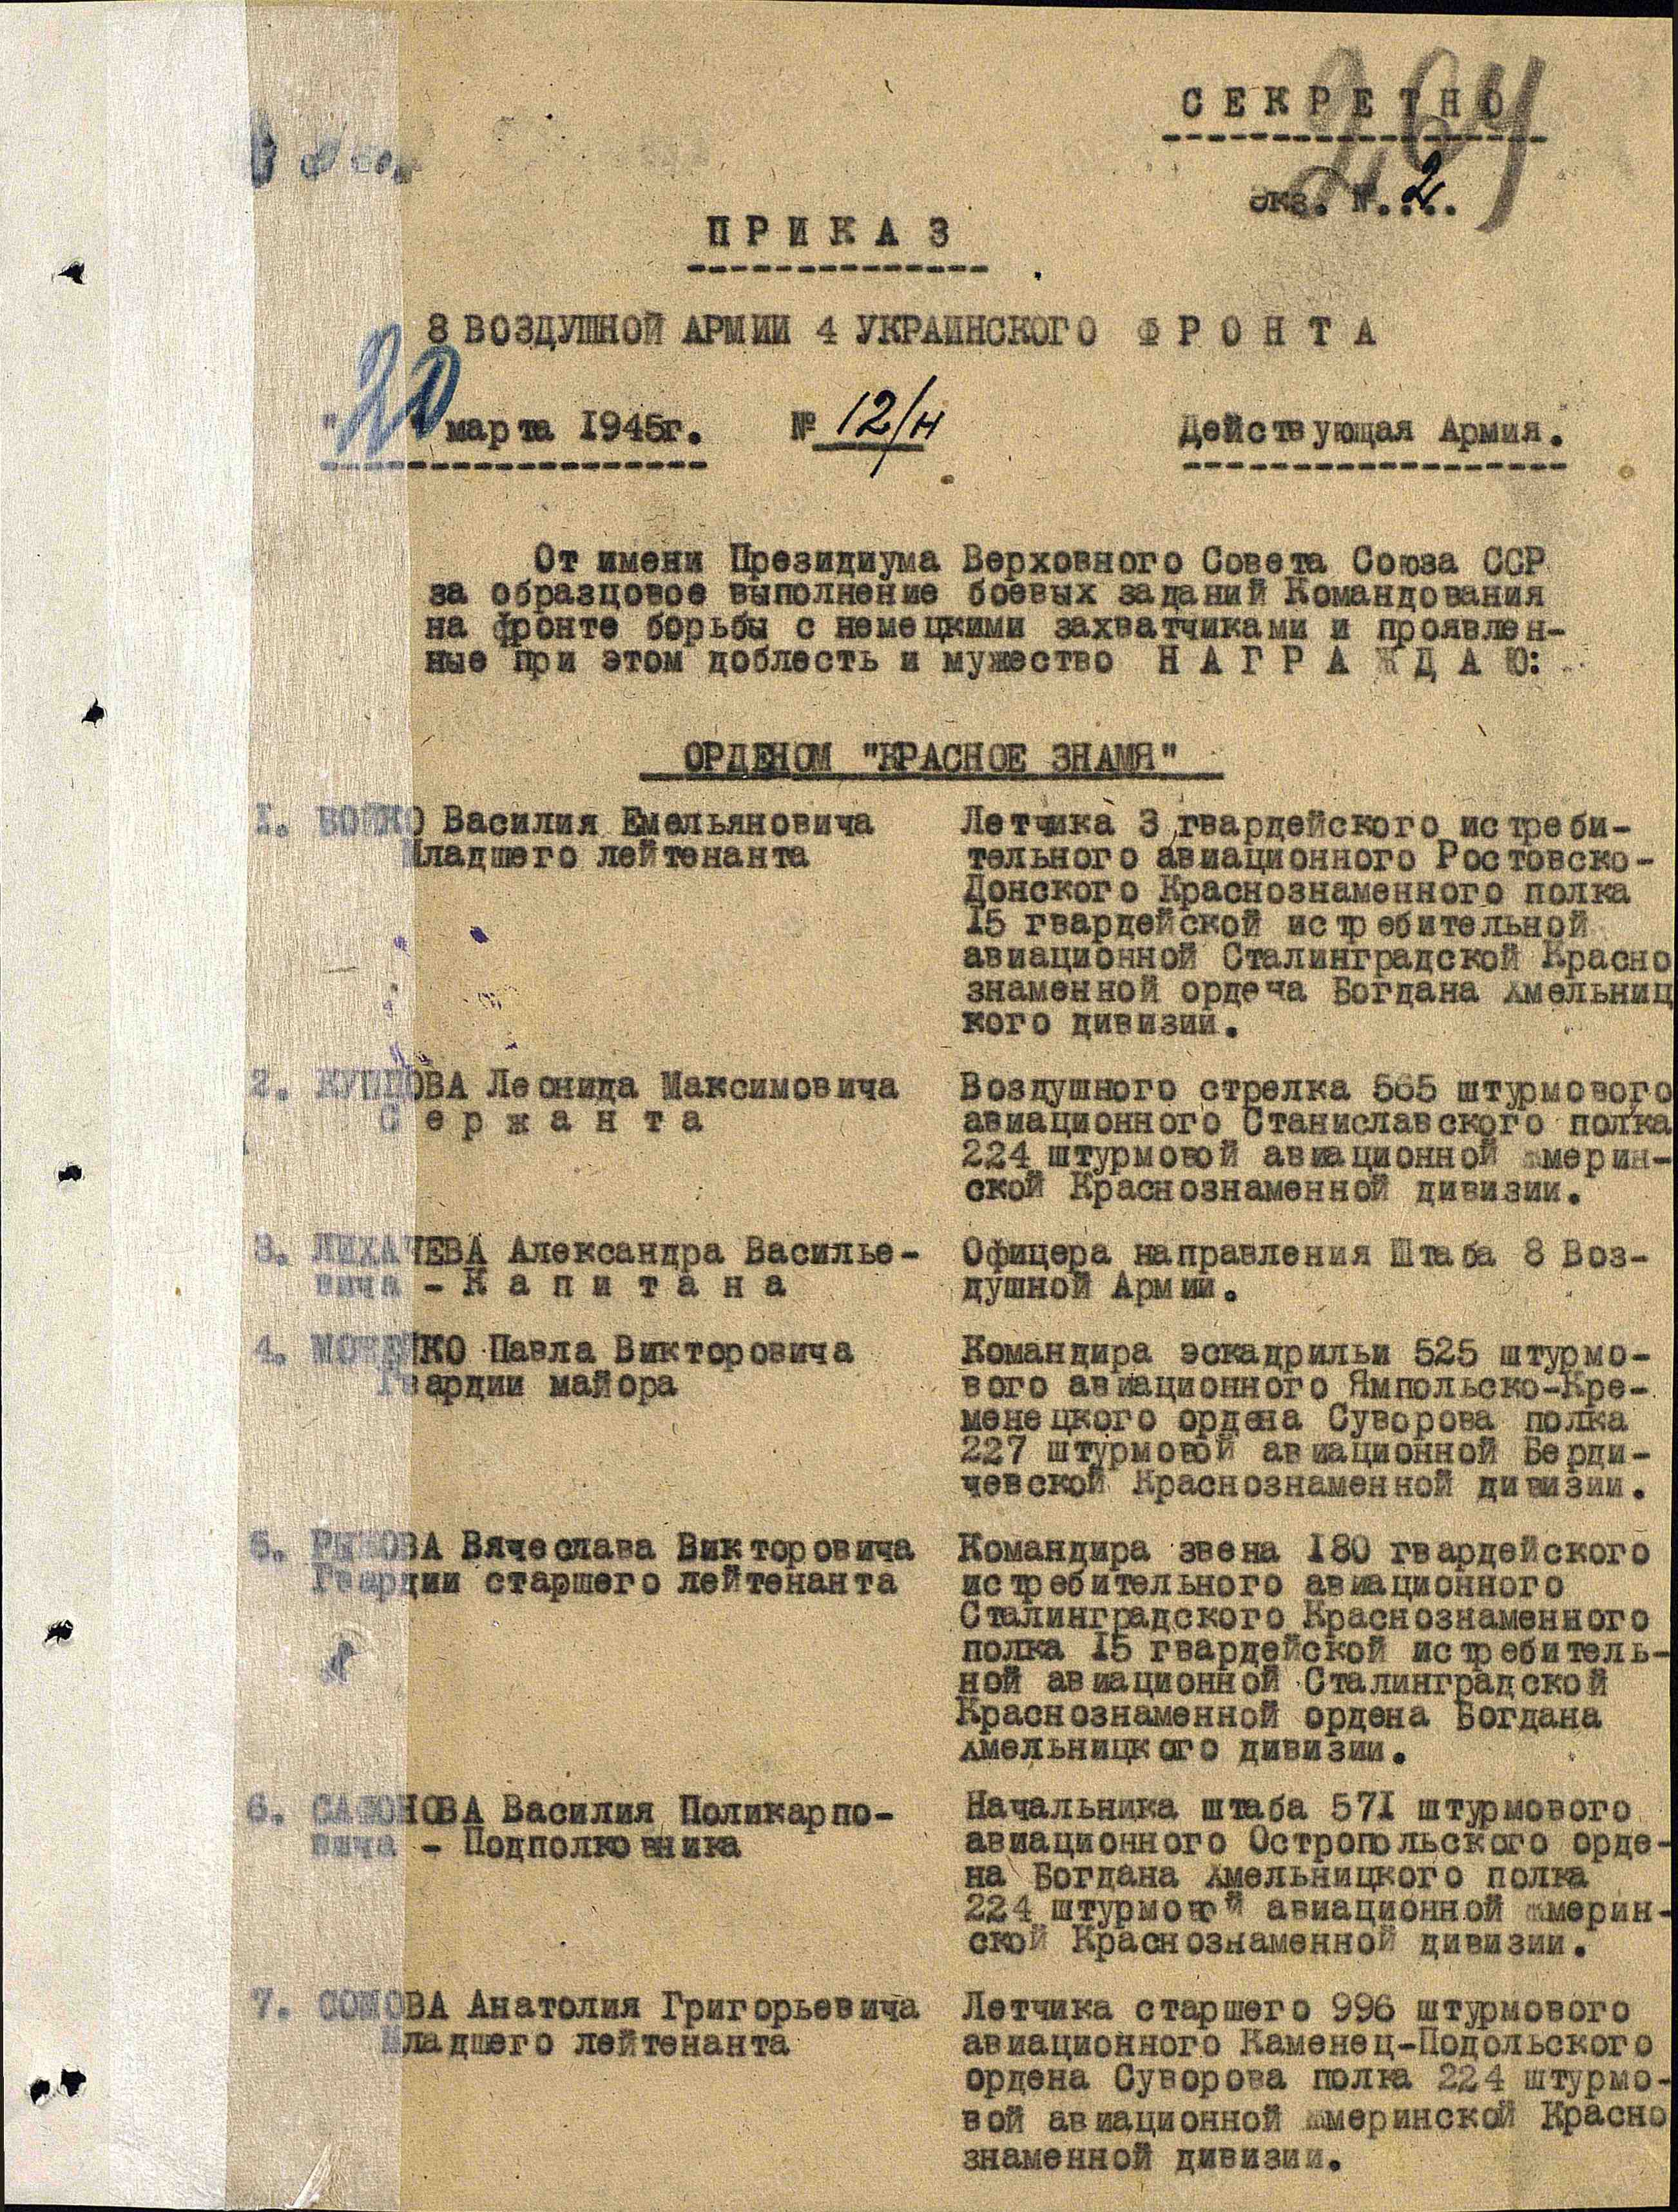 264
С Е К Р Е Т Н О
экз. №.2..
П Р И К А З
8 ВОЗДУШНОЙ АРМИИ 4 УКРАИНСКОГО Ф Р О Н Т А
"20" марта 1945г. № 12/н Действующая Армия.
От имени Президиума Верховного Совета Союза ССР
за образцовое выполнение боевых заданий Командования
на фронте борьбы с немецкими захватчиками и проявлен-
ные при этом доблесть и мужество Н А Г Р А Ж Д А Ю:
ОРДЕНОМ "КРАСНОЕ ЗНАМЯ"
1. БОЙКО Василия Емельяновича
Младшего лейтенанта
Летчика 3 гвардейского истреби-
тельного авиационного Ростовско-
Донского Краснознаменного полка
15 гвардейской истребительной
авиационной Сталинградской Красно
знаменной ордена Богдана Хмельниц
кого дивизии.
2. КУПЦОВА Леонида Максимовича
С е р ж а н т а
Воздушного стрелка 565 штурмового
авиационного Станиславского полка
224 штурмовой авиационной Жмерин-
ской Краснознаменной дивизии.
3. ЛИХАЧЕВА Александра Василье-
вича - К а п и т а н а
Офицера направления Штаба 8 Воз-
душной Армии.
4. Павла Викторовича
Гвардии майора
Командира эскадрильи 525 штурмо-
вого авиационного Ямпольско-Кре-
менецкого ордена Суворова полка
227 штурмовой авиационной Берди-
чевской Краснознаменной дивизии.
5. РЫБОВА Вячеслава Викторовича
Гвардии старшего лейтенанта
Командира звена 180 гвардейского
истребительного авиационного
Сталинградского Краснознаменного
полка 15 гвардейской истребитель-
ной авиационной Сталинградской
Краснознаменной ордена Богдана
Хмельницкого дивизии.
6. САФОНОВА Василия Поликарпо-
вича - Подполковника
Начальника штаба 571 штурмового
авиационного Остропольского орде-
на Богдана Хмельницкого полка
224 штурмовой авиационной Жмерин-
ской Краснознаменной дивизии.
7. СОМОВА Анатолия Григорьевича
Младшего лейтенанта
Летчика старшего 996 штурмового
авиационного Каменец-Подольского
ордена Суворова полка 224 штурмо-
вой авиационной Жмеринской Красно
знаменной дивизии.